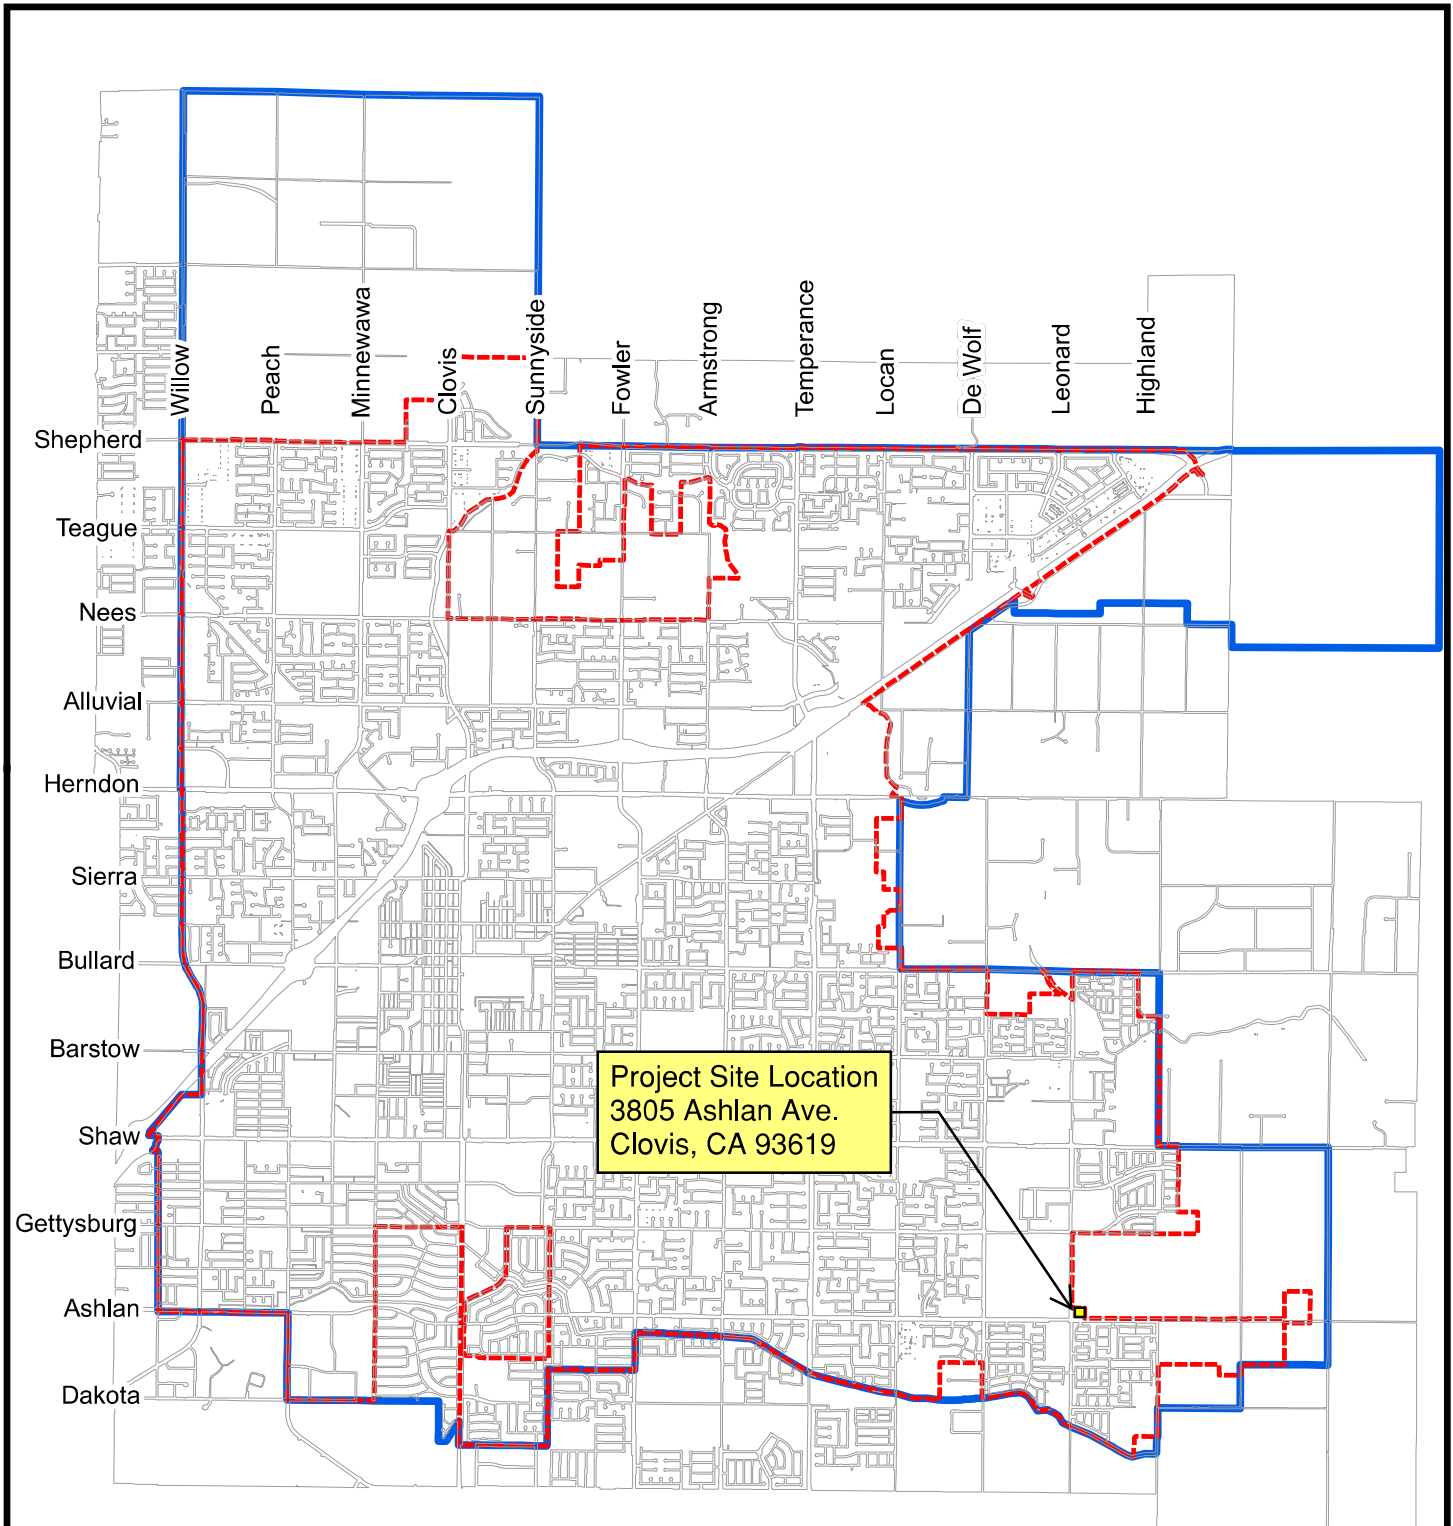 Willow
Peach
Minnewawa
Clovis
Sunnyside
Fowler
Armstrong
Temperance
Locan
De Wolf
Leonard
Highland
Shepherd
Teague
Nees
Alluvial
Herndon
Sierra
Bullard
Barstow
Shaw
Gettysburg
Ashlan
Dakota
Project Site Location
3805 Ashlan Ave.
Clovis, CA 93619